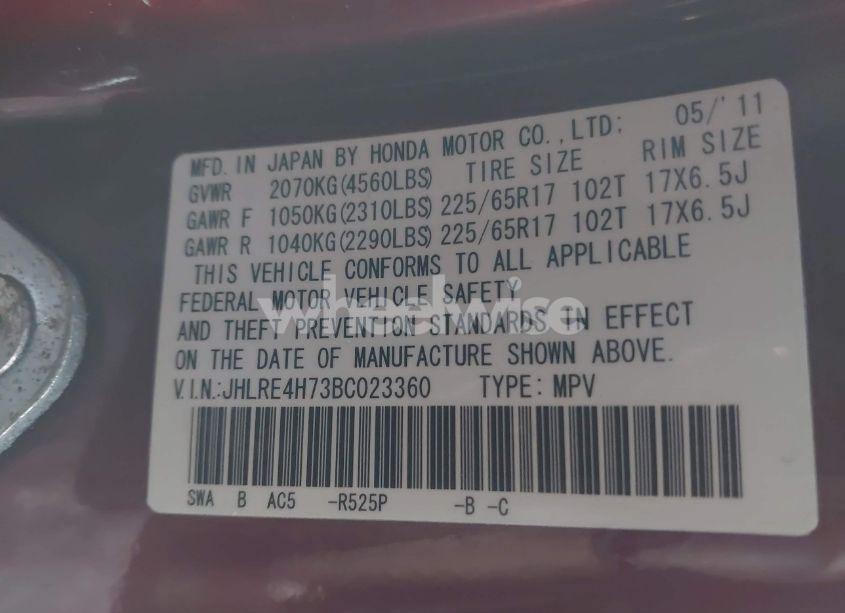 MFD. IN JAPAN BY HONDA MOTOR CO.,LTD; 05/'11
GVWR 2070KG(4560LBS) TIRE SIZE RIM SIZE
GAWR F 1050KG(2310LBS) 225/65R17 102T 17X6.5J
GAWR R 1040KG(2290LBS) 225/65R17 102T 17X6.5J
THIS VEHICLE CONFORMS TO ALL APPLICABLE
FEDERAL MOTOR VEHICLE SAFETY
AND THEFT PREVENTION STANDARDS IN EFFECT
ON THE DATE OF MANUFACTURE SHOWN ABOVE.
V.I.N.:JHLRE4H73BC023360 TYPE: MPV
SWA B AC5 -R525P -B -C
wheelwise